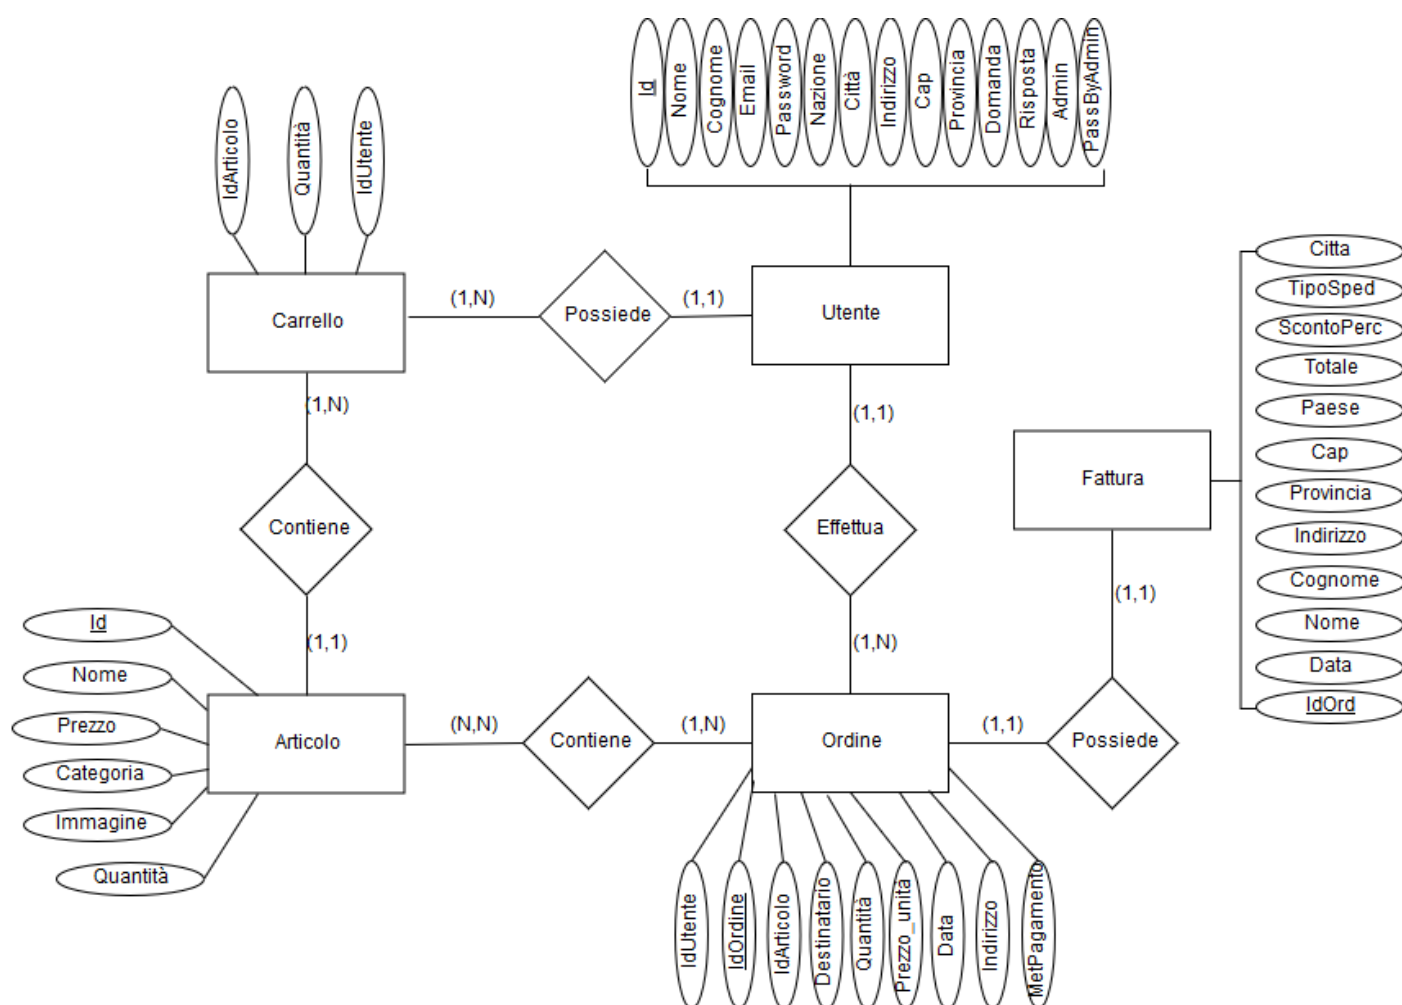 Id
Nome
Cognome
Email
Password
Nazione
Città
Indirizzo
Cap
Provincia
Domanda
Risposta
Admin
PassByAdmin
IdArticolo
Quantità
IdUtente
Carrello
(1,N)
Possiede
(1,1)
Utente
(1,N)
(1,1)
Contiene
Effettua
(1,1)
(1,N)
Fattura
(1,1)
Citta
TipoSped
ScontoPerc
Totale
Paese
Cap
Provincia
Indirizzo
Cognome
Nome
Data
IdOrd
Id
Nome
Prezzo
Categoria
Immagine
Quantità
Articolo
(N,N)
Contiene
(1,N)
Ordine
(1,1)
Possiede
IdUtente
IdOrdine
IdArticolo
Destinatario
Quantità
Prezzo_unità
Data
Indirizzo
MetPagamento